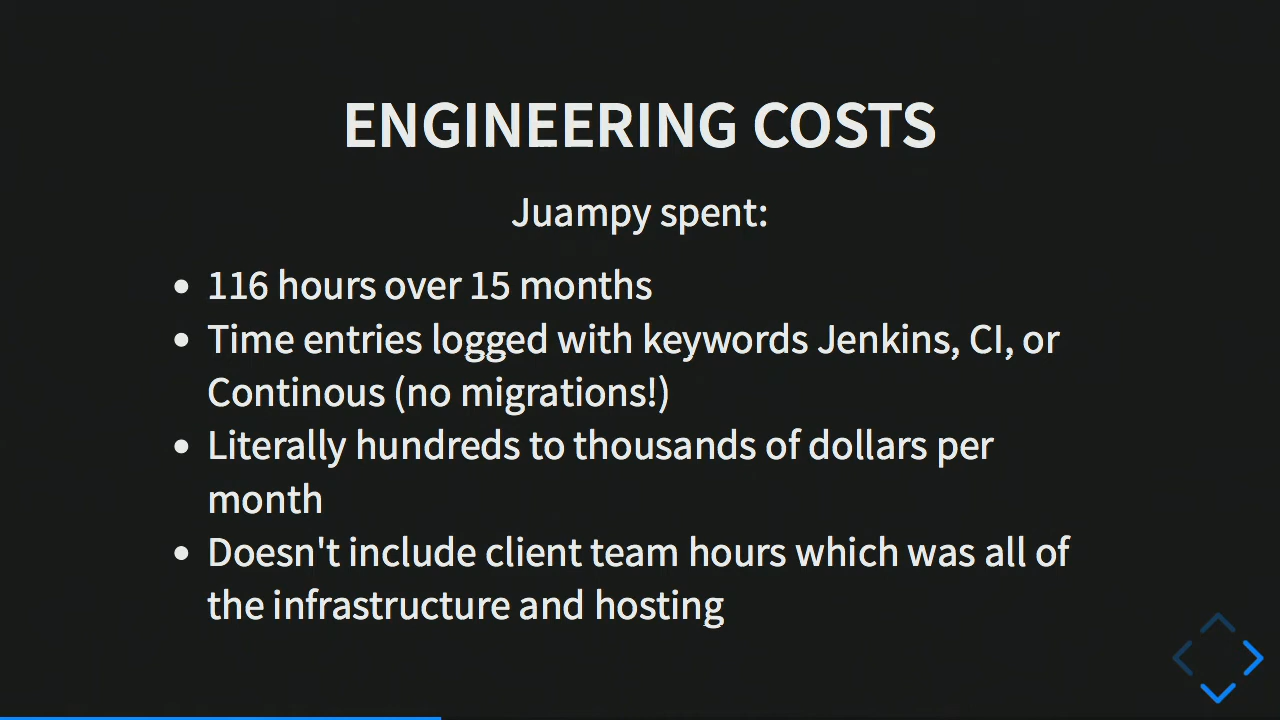 ENGINEERING COSTS
Juampy spent:
• 116 hours over 15 months
• Time entries logged with keywords Jenkins, CI, or
Continous (no migrations!)
• Literally hundreds to thousands of dollars per
month
• Doesn't include client team hours which was all of
the infrastructure and hosting